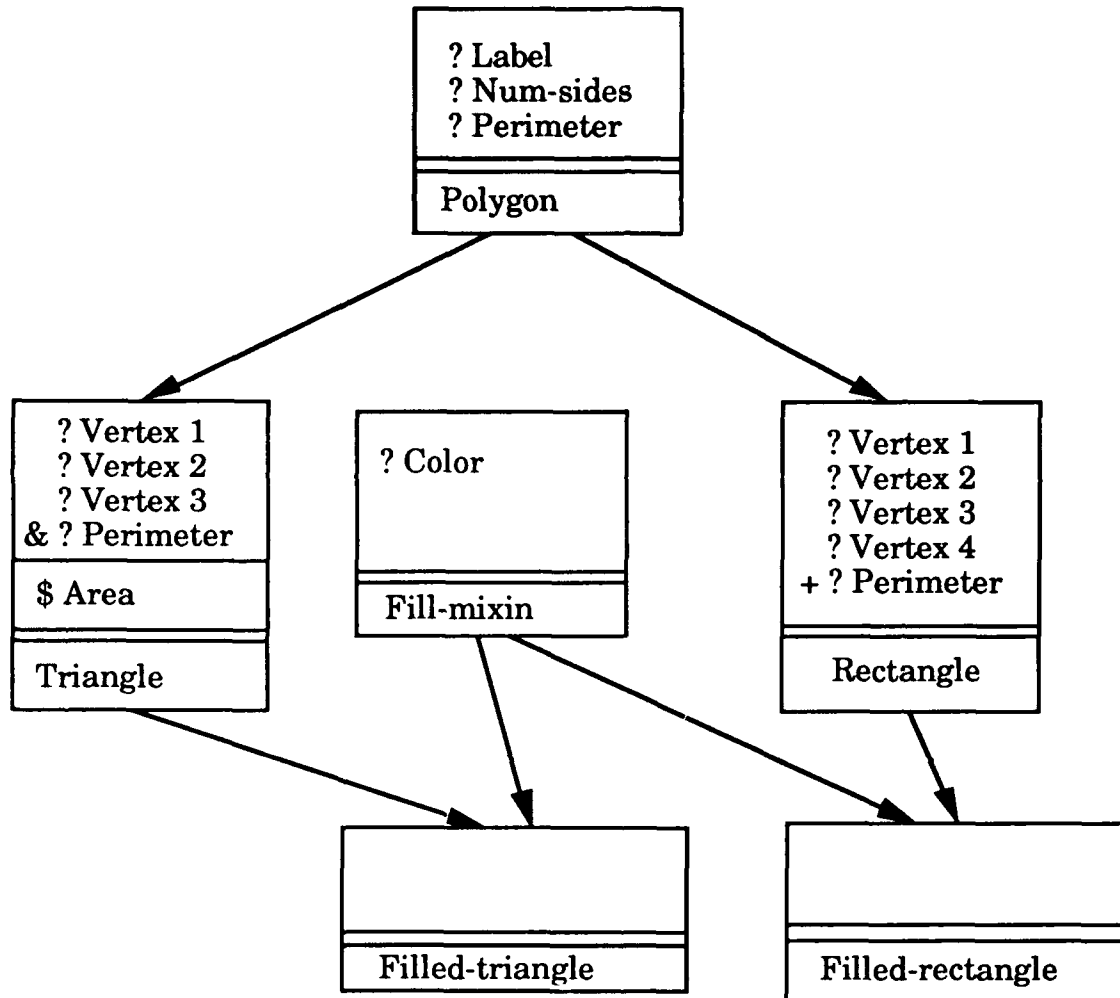 ? Label
? Num-sides
? Perimeter
Polygon
? Vertex 1
? Vertex 2
? Vertex 3
& ? Perimeter
$ Area
Triangle
? Color
Fill-mixin
? Vertex 1
? Vertex 2
? Vertex 3
? Vertex 4
+ ? Perimeter
Rectangle
Filled-triangle
Filled-rectangle